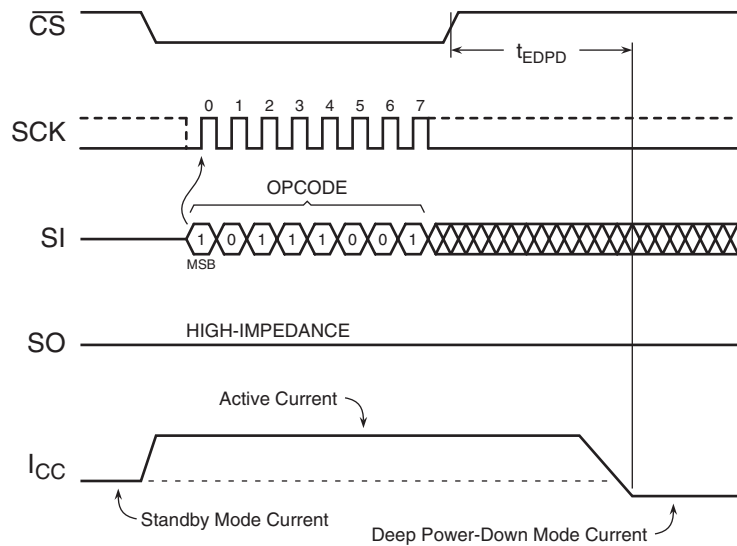 CS
tEDPD
0 1 2 3 4 5 6 7
SCK
OPCODE
SI
1 0 1 1 1 0 0 1
MSB
HIGH-IMPEDANCE
SO
Active Current
ICC
Standby Mode Current
Deep Power-Down Mode Current